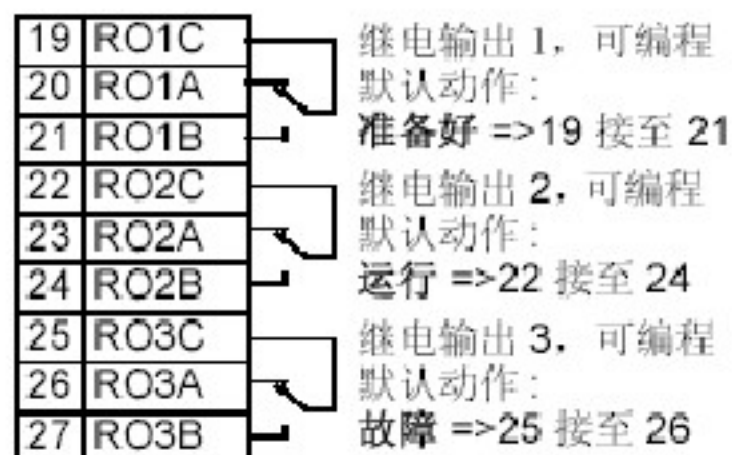 19 RO1C 继电输出 1，可编程
20 RO1A 默认动作：
21 RO1B 准备好 =>19 接至 21
22 RO2C 继电输出 2，可编程
23 RO2A 默认动作：
24 RO2B 运行 =>22 接至 24
25 RO3C 继电输出 3，可编程
26 RO3A 默认动作：
27 RO3B 故障 =>25 接至 26